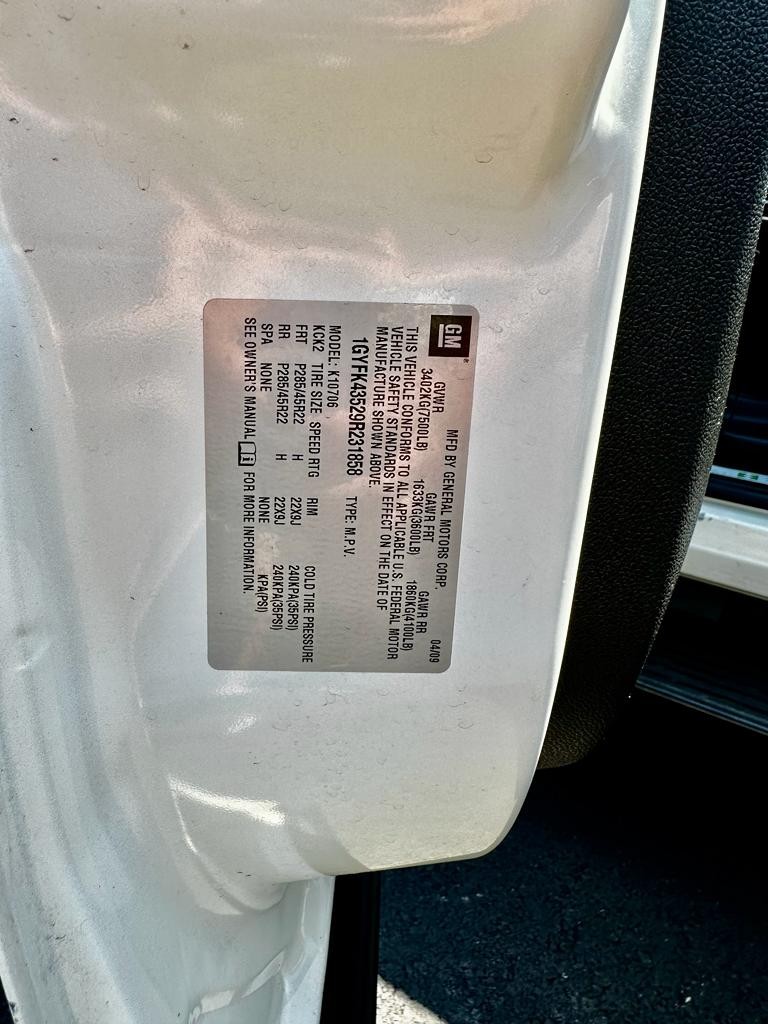 GM® MFD BY GENERAL MOTORS CORP. 04/09
GVWR GAWR FRT GAWR RR
3402KG(7500LB) 1633KG(3600LB) 1860KG(4100LB)
THIS VEHICLE CONFORMS TO ALL APPLICABLE U.S. FEDERAL MOTOR
VEHICLE SAFETY STANDARDS IN EFFECT ON THE DATE OF
MANUFACTURE SHOWN ABOVE.
1GYFK43529R231858 TYPE: M.P.V.
MODEL: K10706
KCK2 TIRE SIZE SPEED RTG RIM COLD TIRE PRESSURE
FRT P285/45R22 H 22X9J 240KPA(35PSI)
RR P285/45R22 H 22X9J 240KPA(35PSI)
SPA NONE NONE KPA(PSI)
SEE OWNER'S MANUAL FOR MORE INFORMATION.